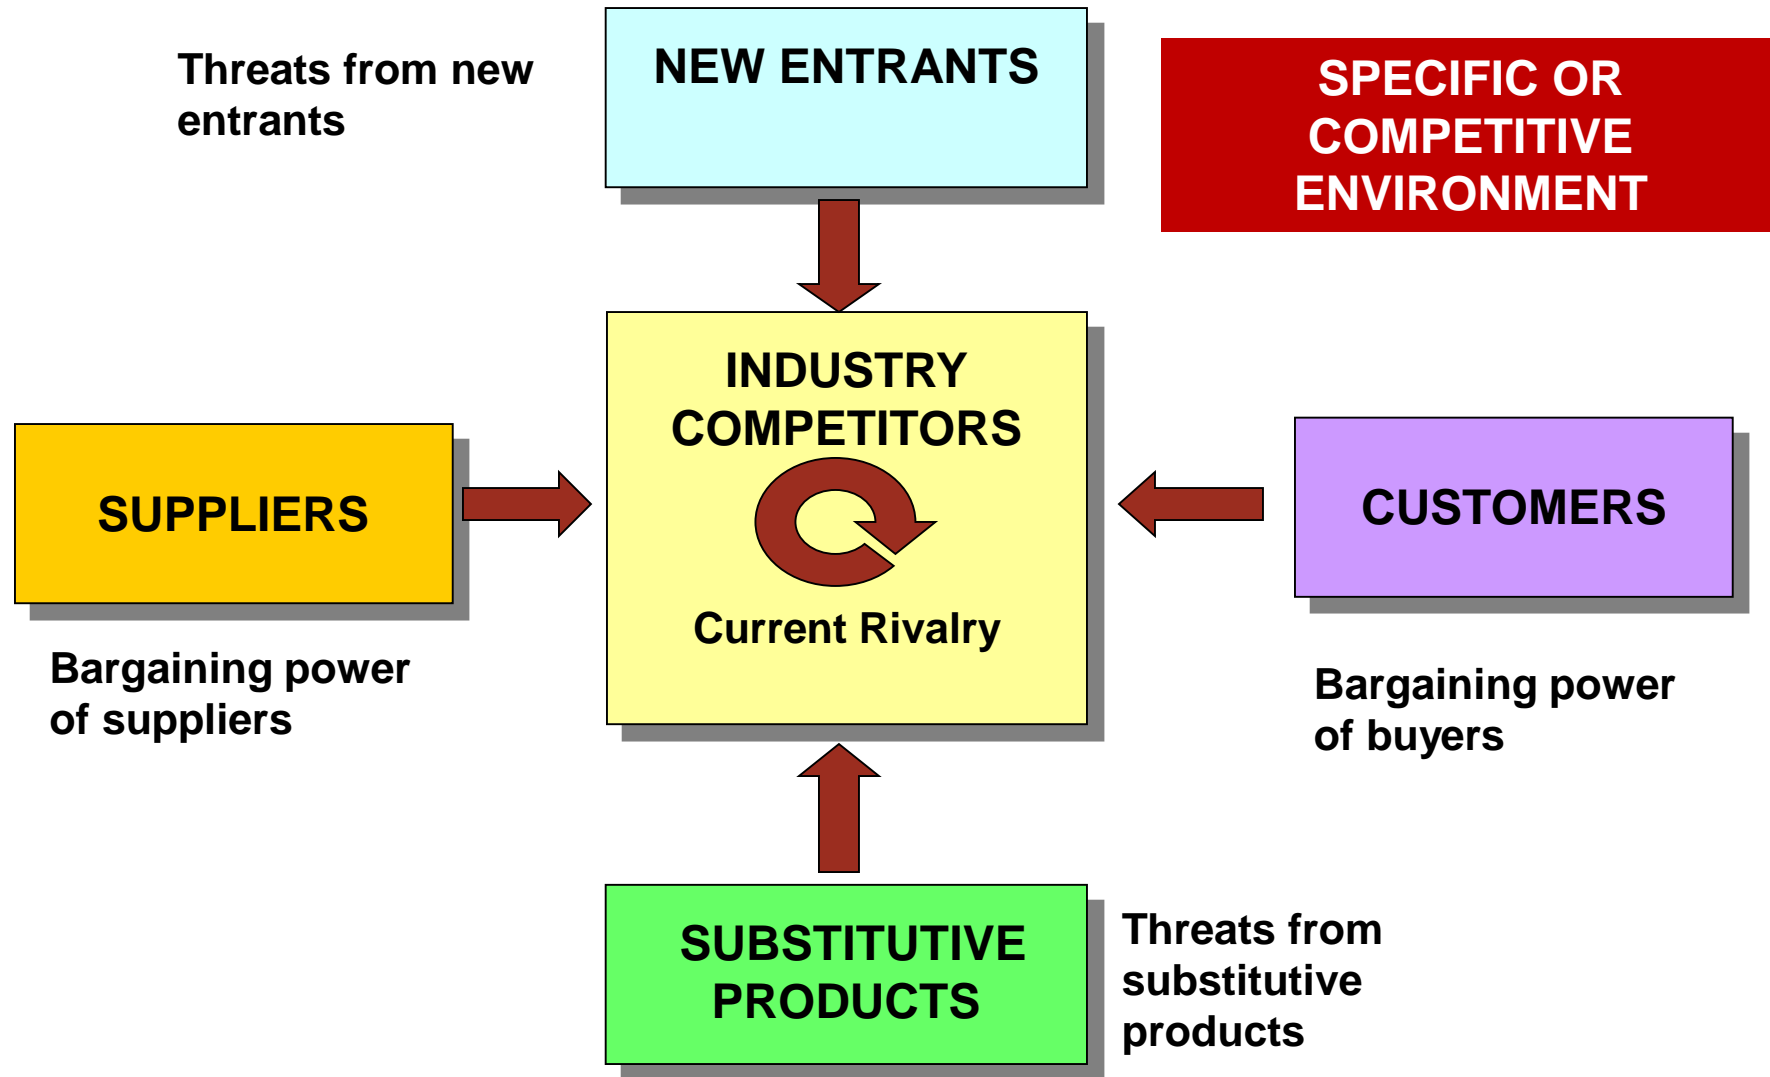 Threats from new
entrants
NEW ENTRANTS
SPECIFIC OR
COMPETITIVE
ENVIRONMENT
INDUSTRY
COMPETITORS
Current Rivalry
SUPPLIERS
Bargaining power
of suppliers
CUSTOMERS
Bargaining power
of buyers
SUBSTITUTIVE
PRODUCTS
Threats from
substitutive
products